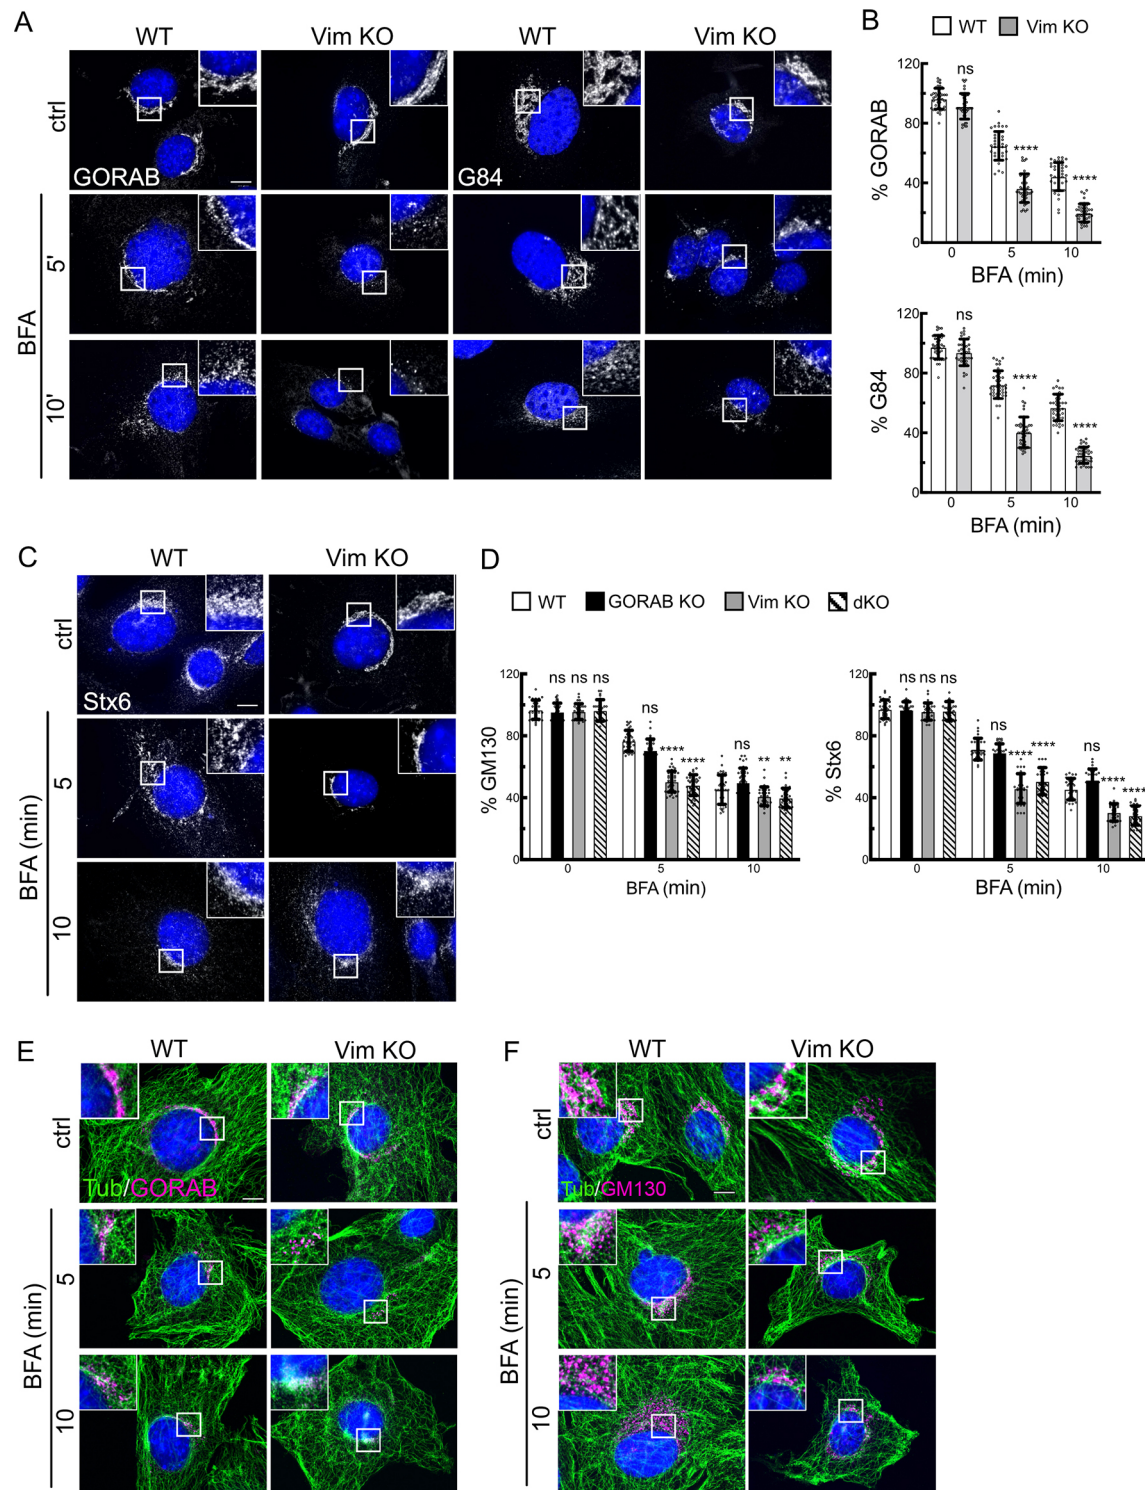 A
WT
Vim KO
WT
Vim KO
ctrl
GORAB
G84
BFA
5'
10'
B
WT
Vim KO
120
80
40
0
% GORAB
ns
****
****
0
5
10
BFA (min)
120
80
40
0
% G84
ns
****
****
0
5
10
BFA (min)
C
WT
Vim KO
ctrl
Stx6
BFA (min)
5
10
D
WT
GORAB KO
Vim KO
dKO
120
80
40
0
% GM130
ns
ns
ns
ns
****
****
ns
**
**
0
5
10
BFA (min)
120
80
40
0
% Stx6
ns
ns
ns
ns
****
****
ns
****
****
0
5
10
BFA (min)
E
WT
Vim KO
ctrl
Tub/GORAB
BFA (min)
5
10
F
WT
Vim KO
ctrl
Tub/GM130
BFA (min)
5
10